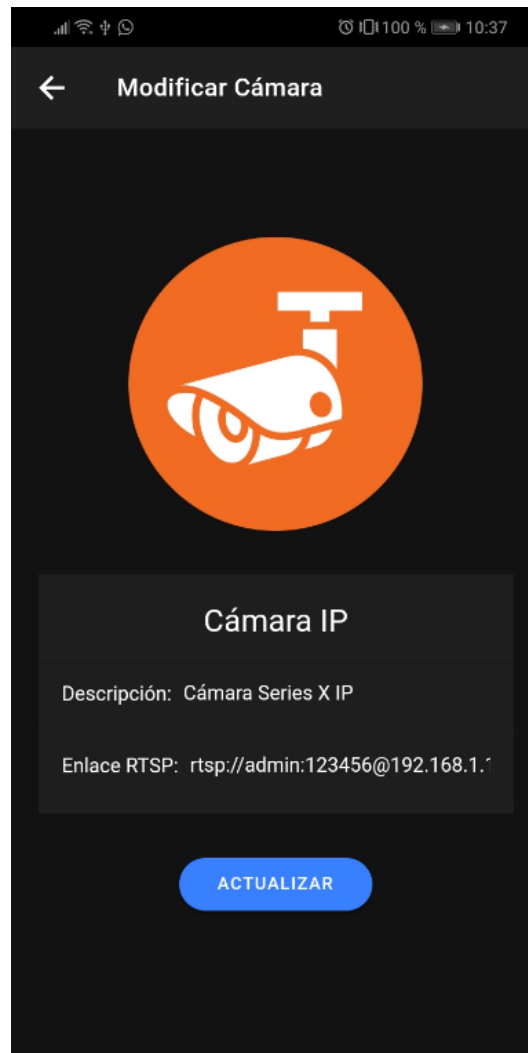 100 % 10:37
Modificar Cámara
Cámara IP
Descripción: Cámara Series X IP
Enlace RTSP: rtsp://admin:123456@192.168.1.1
ACTUALIZAR